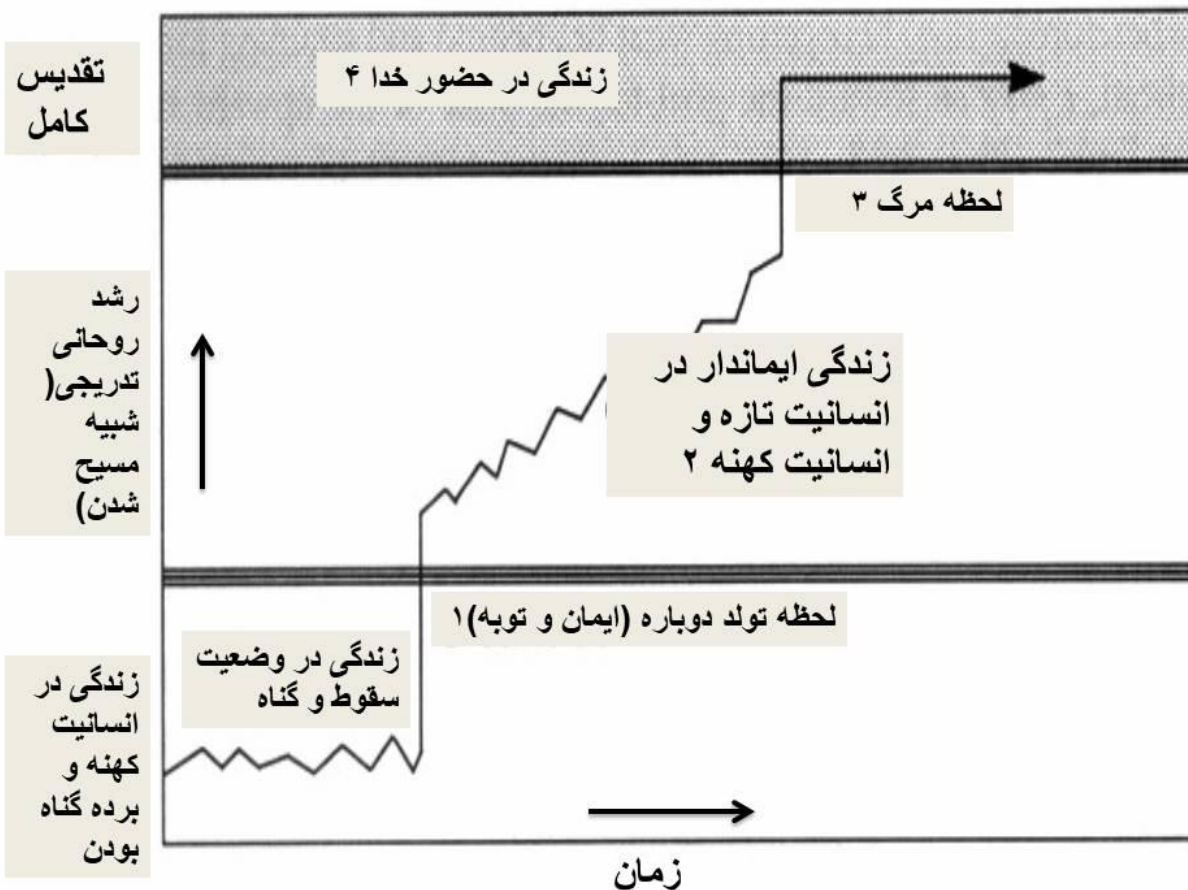 تقدیس
کامل
زندگی در حضور خدا ۴
لحظه مرگ ۳
رشد
روحانی
تدریجی(
شبیه
مسیح
شدن)
زندگی ایماندار در
انسانیت تازه و
انسانیت کهنه ۲
لحظه تولد دوباره (ایمان و توبه)۱
زندگی در وضعیت
سقوط و گناه
زندگی در
انسانیت
کهنه و
برده گناه
بودن
زمان